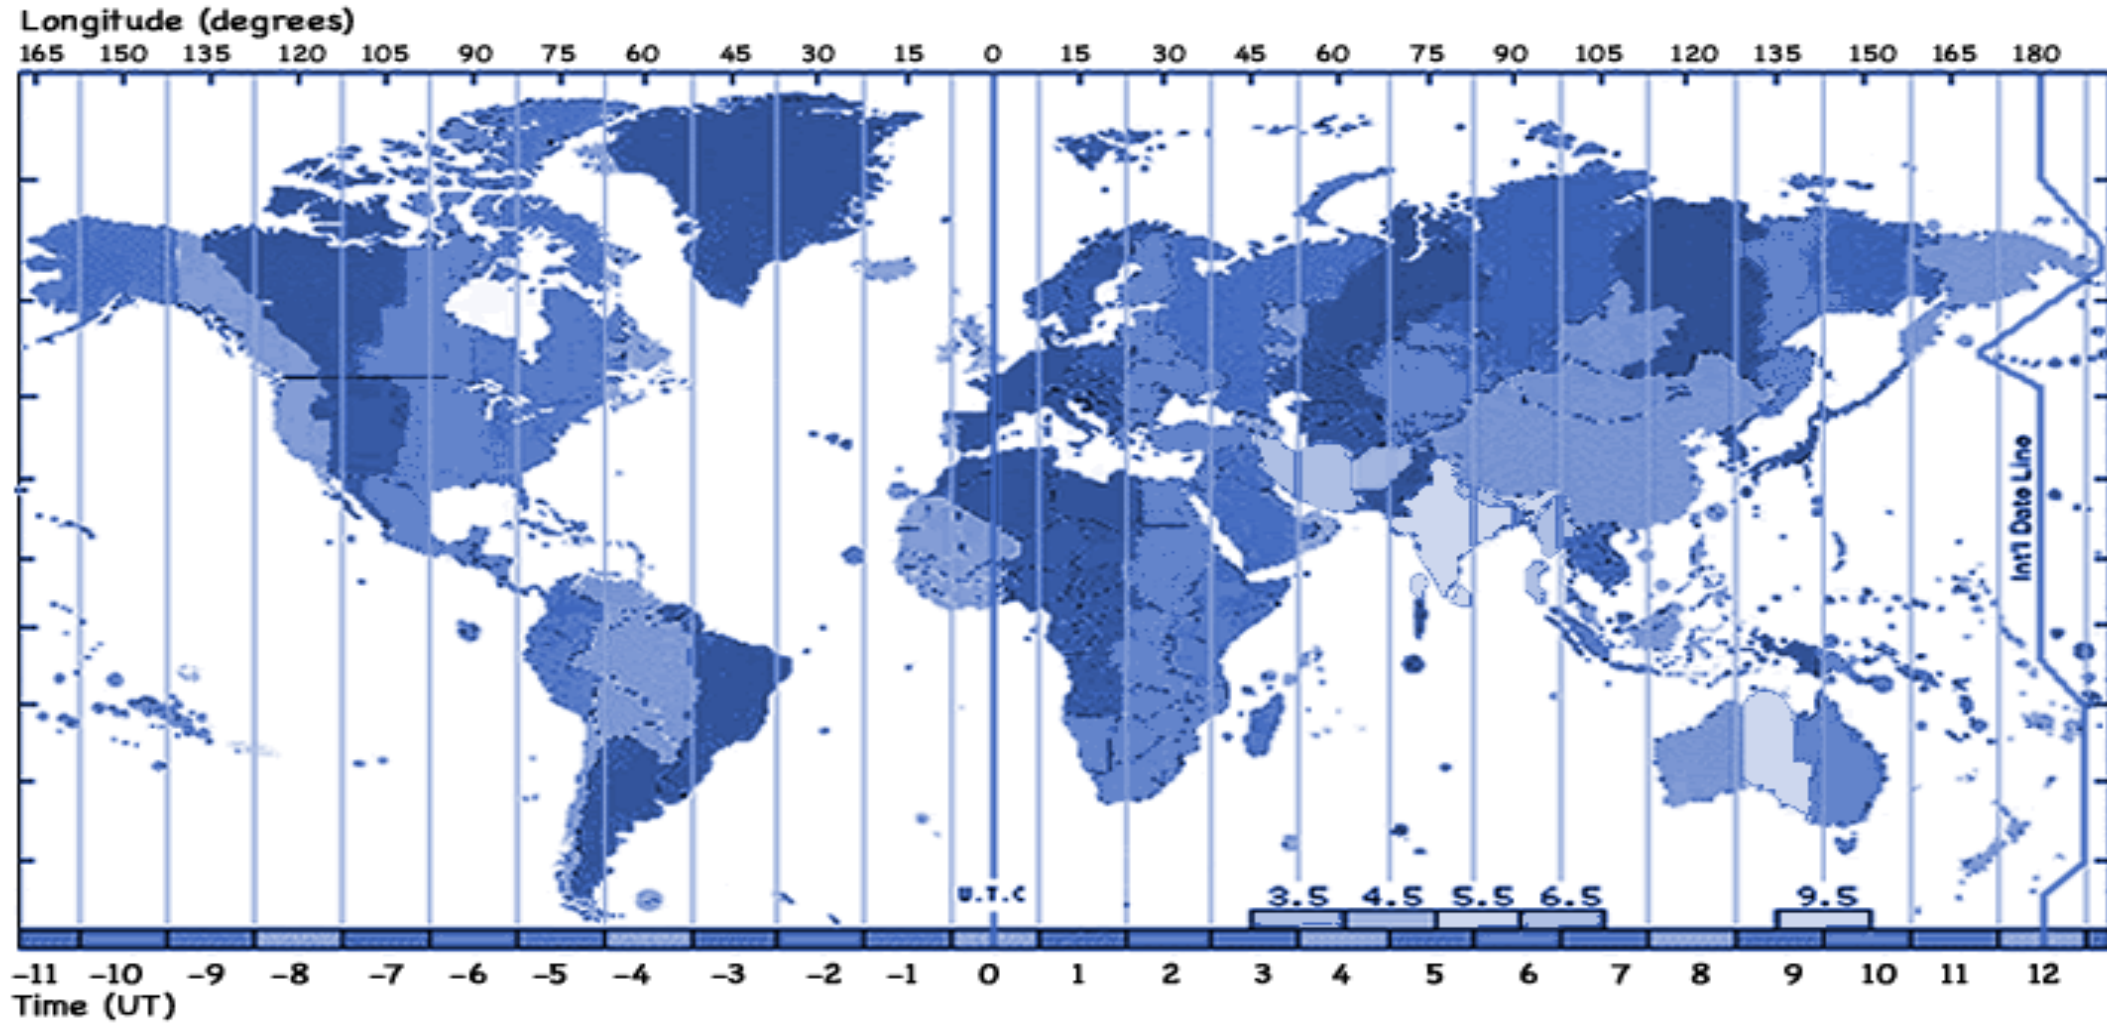 Longitude (degrees)
165 150 135 120 105 90 75 60 45 30 15 0 15 30 45 60 75 90 105 120 135 150 165 180
Int'l Date Line
U.T.C 3.5 4.5 5.5 6.5 9.5
-11 -10 -9 -8 -7 -6 -5 -4 -3 -2 -1 0 1 2 3 4 5 6 7 8 9 10 11 12
Time (UT)